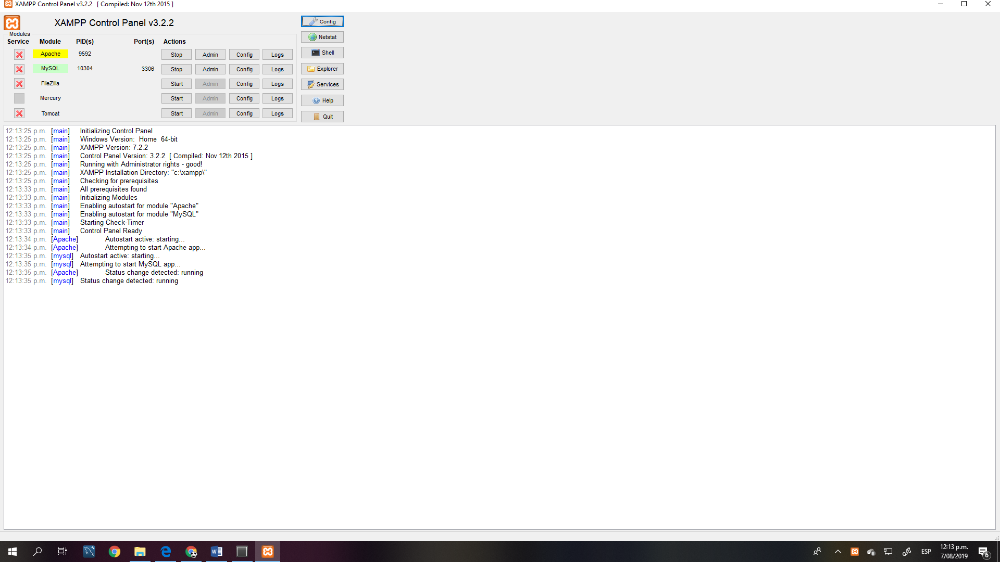 XAMPP Control Panel v3.2.2 [ Compiled: Nov 12th 2015 ]
XAMPP Control Panel v3.2.2
Config
Modules
Netstat
Service Module PID(s) Port(s) Actions
Apache 9592 Stop Admin Config Logs
Shell
MySQL 10304 3306 Stop Admin Config Logs
Explorer
FileZilla Start Admin Config Logs
Services
Mercury Start Admin Config Logs
Help
Tomcat Start Admin Config Logs
Quit
12:13:25 p.m. [main] Initializing Control Panel
12:13:25 p.m. [main] Windows Version: Home 64-bit
12:13:25 p.m. [main] XAMPP Version: 7.2.2
12:13:25 p.m. [main] Control Panel Version: 3.2.2 [ Compiled: Nov 12th 2015 ]
12:13:25 p.m. [main] Running with Administrator rights - good!
12:13:25 p.m. [main] XAMPP Installation Directory: "c:\xampp\"
12:13:25 p.m. [main] Checking for prerequisites
12:13:33 p.m. [main] All prerequisites found
12:13:33 p.m. [main] Initializing Modules
12:13:33 p.m. [main] Enabling autostart for module "Apache"
12:13:33 p.m. [main] Enabling autostart for module "MySQL"
12:13:33 p.m. [main] Starting Check-Timer
12:13:33 p.m. [main] Control Panel Ready
12:13:34 p.m. [Apache] Autostart active: starting...
12:13:34 p.m. [Apache] Attempting to start Apache app...
12:13:35 p.m. [mysql] Autostart active: starting...
12:13:35 p.m. [mysql] Attempting to start MySQL app...
12:13:35 p.m. [Apache] Status change detected: running
12:13:35 p.m. [mysql] Status change detected: running
ESP
12:13 p.m.
7/08/2019
6